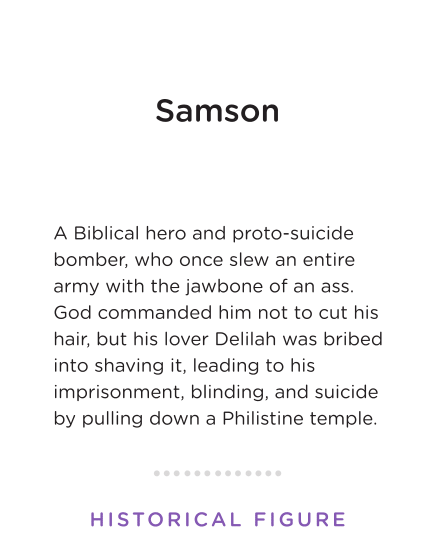 Samson
A Biblical hero and proto-suicide
bomber, who once slew an entire
army with the jawbone of an ass.
God commanded him not to cut his
hair, but his lover Delilah was bribed
into shaving it, leading to his
imprisonment, blinding, and suicide
by pulling down a Philistine temple.
HISTORICAL FIGURE